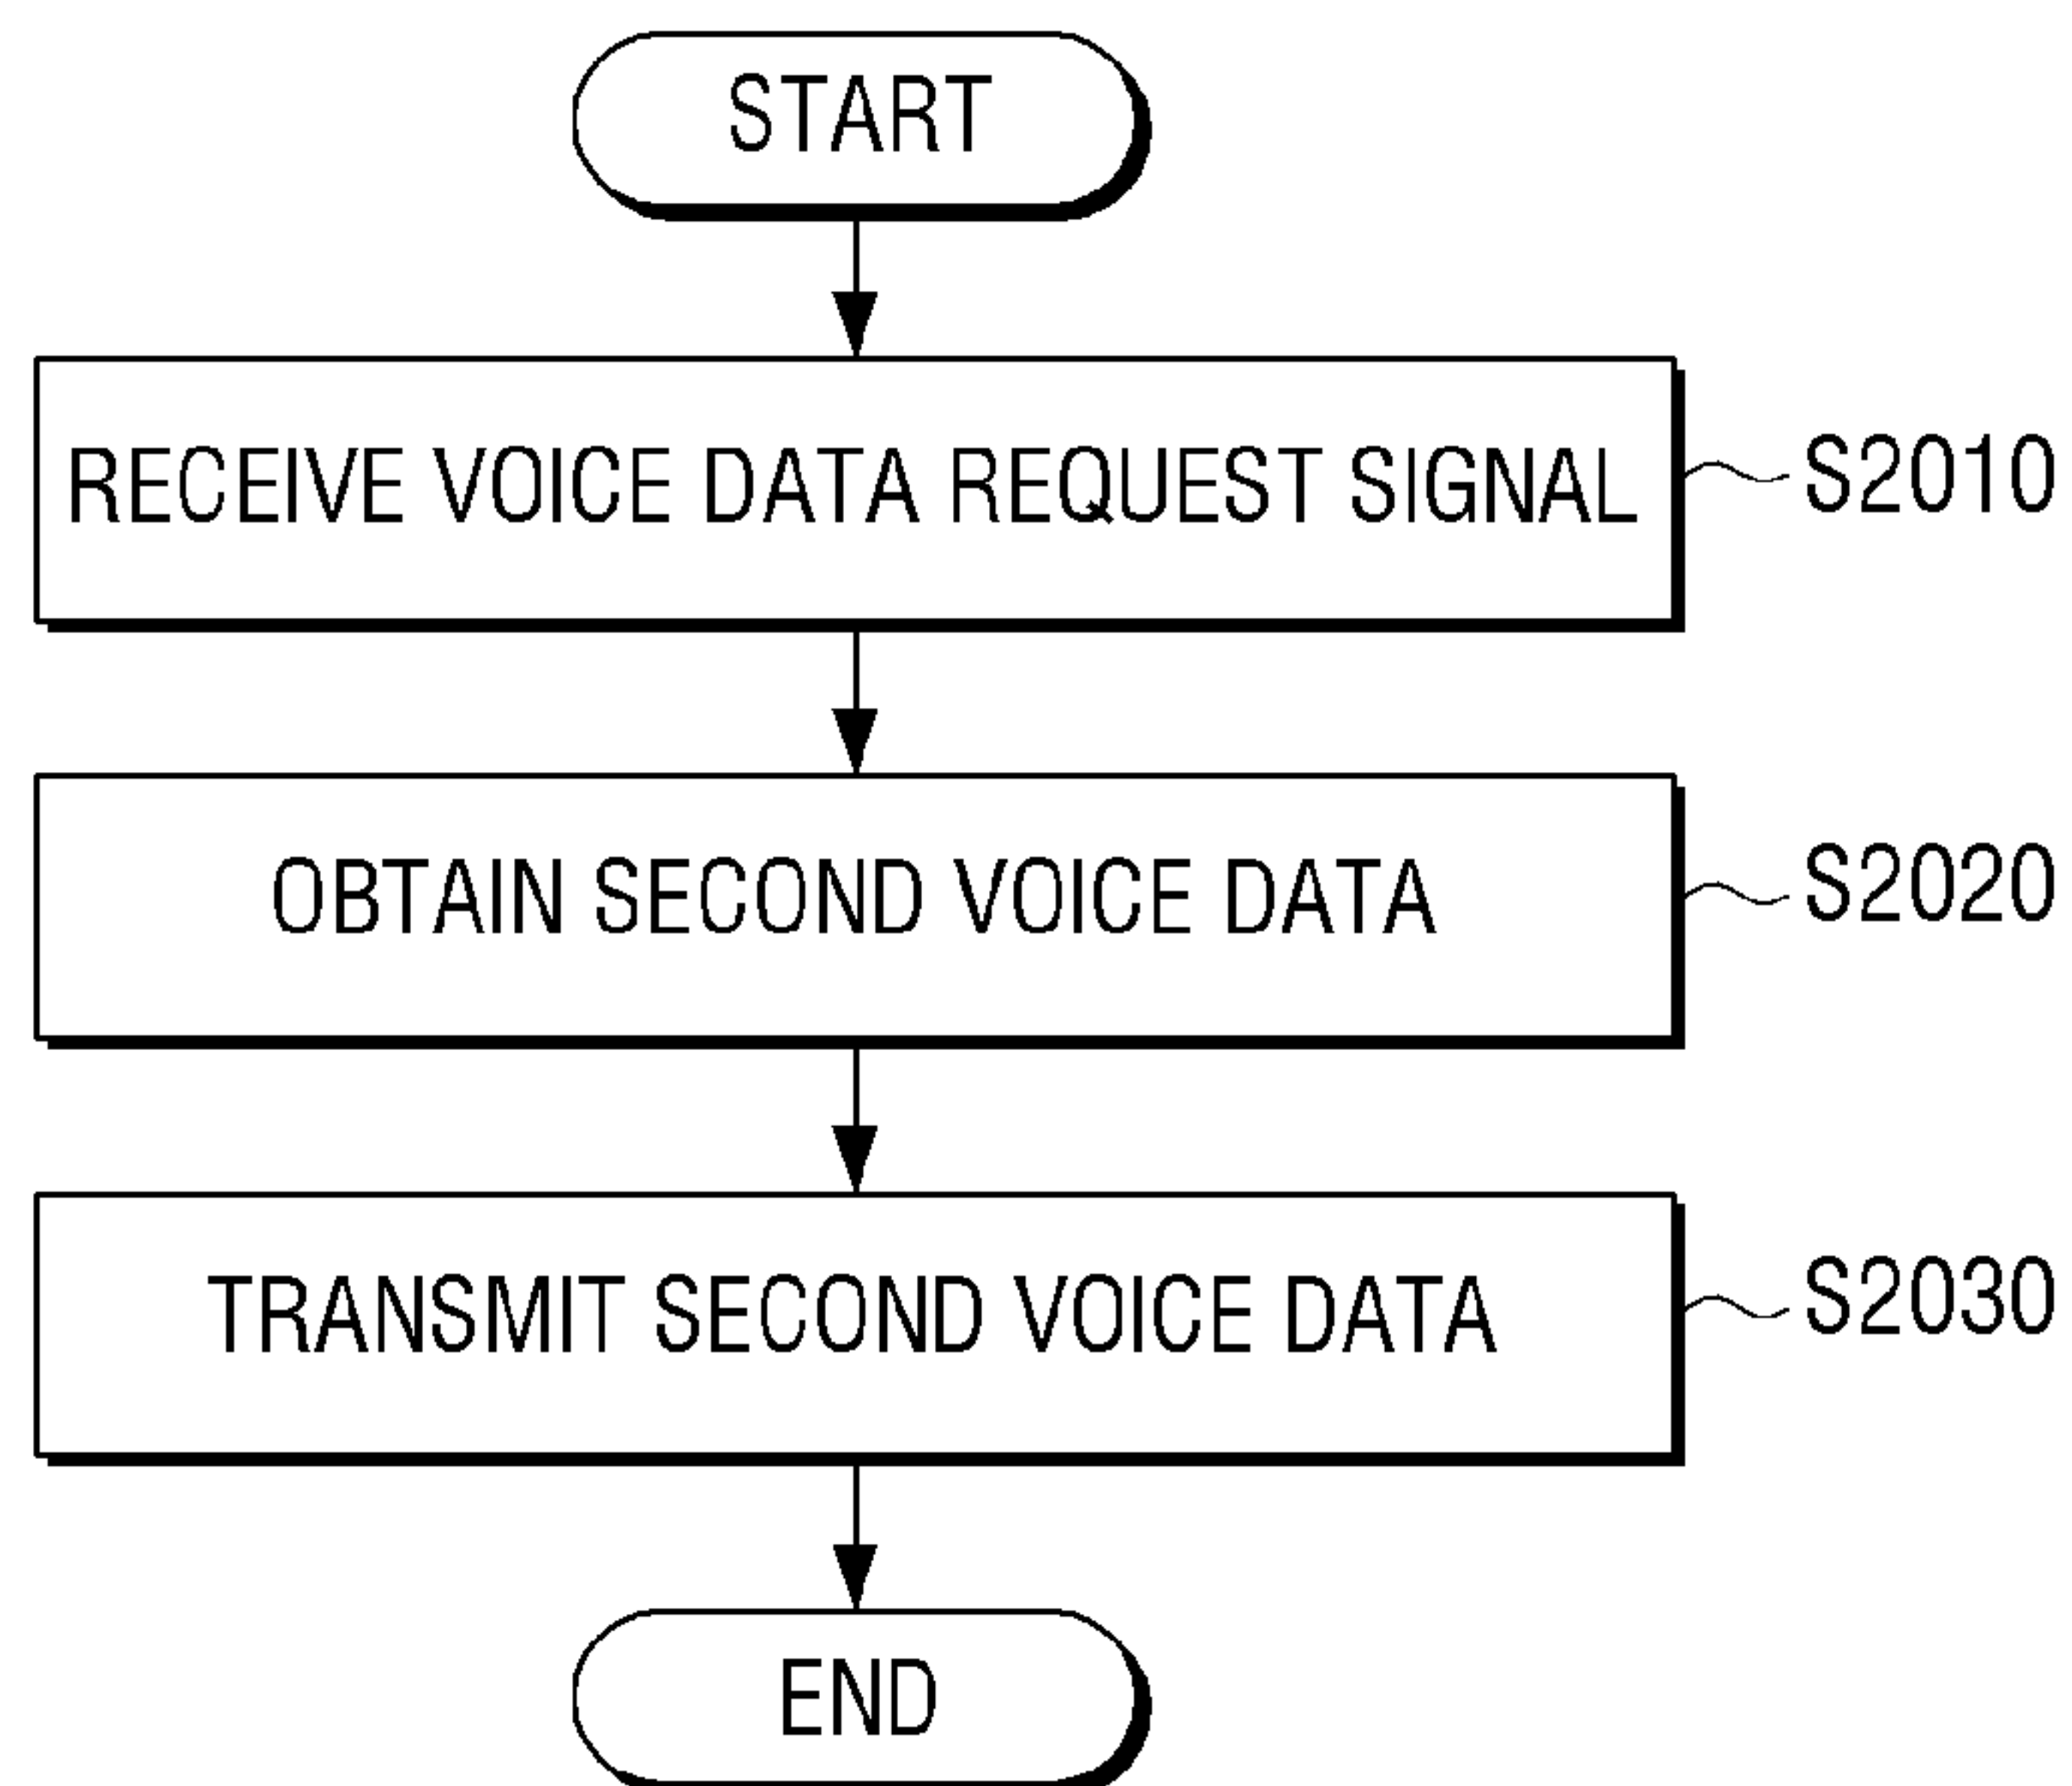 START
RECEIVE VOICE DATA REQUEST SIGNAL
S2010
OBTAIN SECOND VOICE DATA
S2020
TRANSMIT SECOND VOICE DATA
S2030
END